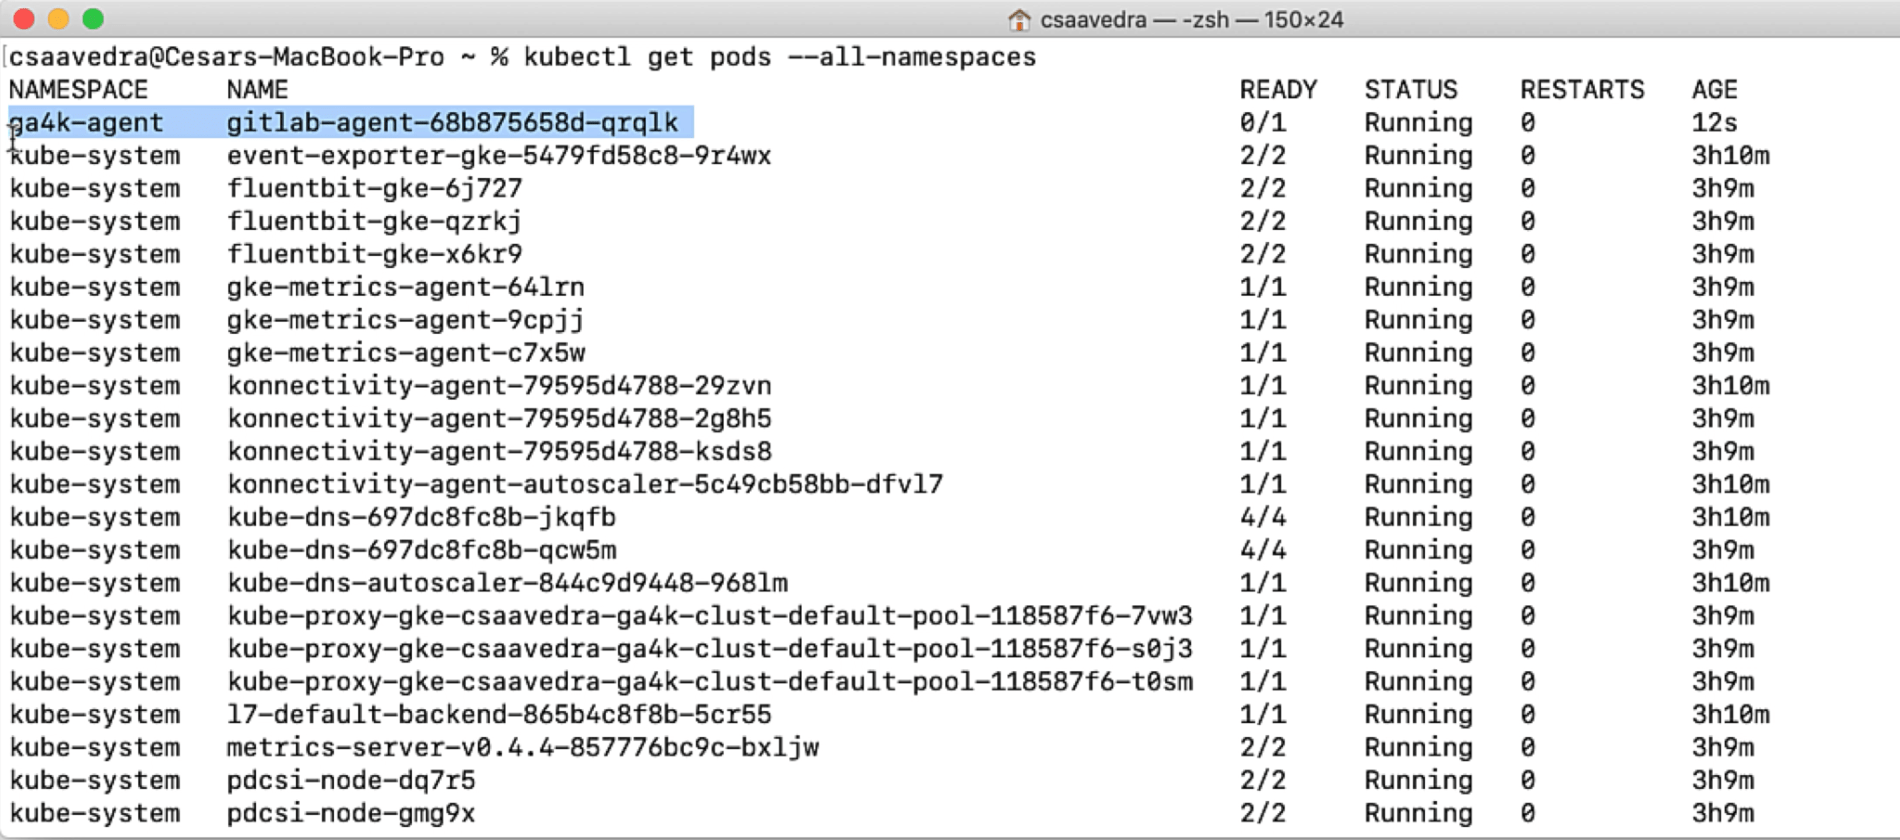 csaavedra — -zsh — 150×24
csaavedra@Cesars-MacBook-Pro ~ % kubectl get pods --all-namespaces
NAMESPACE NAME READY STATUS RESTARTS AGE
ga4k-agent gitlab-agent-68b875658d-qrqlk 0/1 Running 0 12s
kube-system event-exporter-gke-5479fd58c8-9r4wx 2/2 Running 0 3h10m
kube-system fluentbit-gke-6j727 2/2 Running 0 3h9m
kube-system fluentbit-gke-qzrkj 2/2 Running 0 3h9m
kube-system fluentbit-gke-x6kr9 2/2 Running 0 3h9m
kube-system gke-metrics-agent-64lrn 1/1 Running 0 3h9m
kube-system gke-metrics-agent-9cpjj 1/1 Running 0 3h9m
kube-system gke-metrics-agent-c7x5w 1/1 Running 0 3h9m
kube-system konnectivity-agent-79595d4788-29zvn 1/1 Running 0 3h10m
kube-system konnectivity-agent-79595d4788-2g8h5 1/1 Running 0 3h9m
kube-system konnectivity-agent-79595d4788-ksds8 1/1 Running 0 3h9m
kube-system konnectivity-agent-autoscaler-5c49cb58bb-dfvl7 1/1 Running 0 3h10m
kube-system kube-dns-697dc8fc8b-jkqfb 4/4 Running 0 3h10m
kube-system kube-dns-697dc8fc8b-qcw5m 4/4 Running 0 3h9m
kube-system kube-dns-autoscaler-844c9d9448-968lm 1/1 Running 0 3h10m
kube-system kube-proxy-gke-csaavedra-ga4k-clust-default-pool-118587f6-7vw3 1/1 Running 0 3h9m
kube-system kube-proxy-gke-csaavedra-ga4k-clust-default-pool-118587f6-s0j3 1/1 Running 0 3h9m
kube-system kube-proxy-gke-csaavedra-ga4k-clust-default-pool-118587f6-t0sm 1/1 Running 0 3h9m
kube-system l7-default-backend-865b4c8f8b-5cr55 1/1 Running 0 3h10m
kube-system metrics-server-v0.4.4-857776bc9c-bxljw 2/2 Running 0 3h9m
kube-system pdcsi-node-dq7r5 2/2 Running 0 3h9m
kube-system pdcsi-node-gmg9x 2/2 Running 0 3h9m